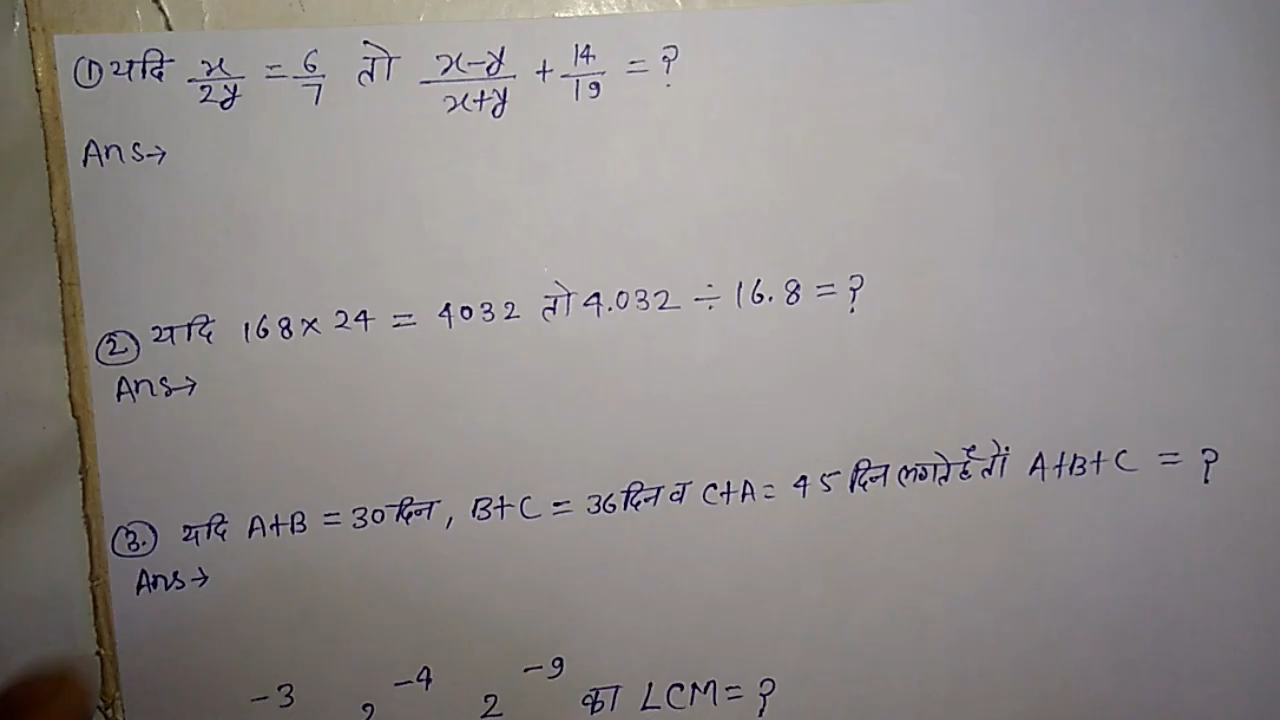 ① यदि x/2y = 6/7 तो x-y/x+y + 14/19 = ?
Ans→
② यदि 168 × 24 = 4032 तो 4.032 ÷ 16.8 = ?
Ans→
③ यदि A+B = 30 दिन, B+C = 36 दिन व C+A = 45 दिन लगते हैं तों A+B+C = ?
Ans→
-3 2^-4 2^-9 का LCM = ?